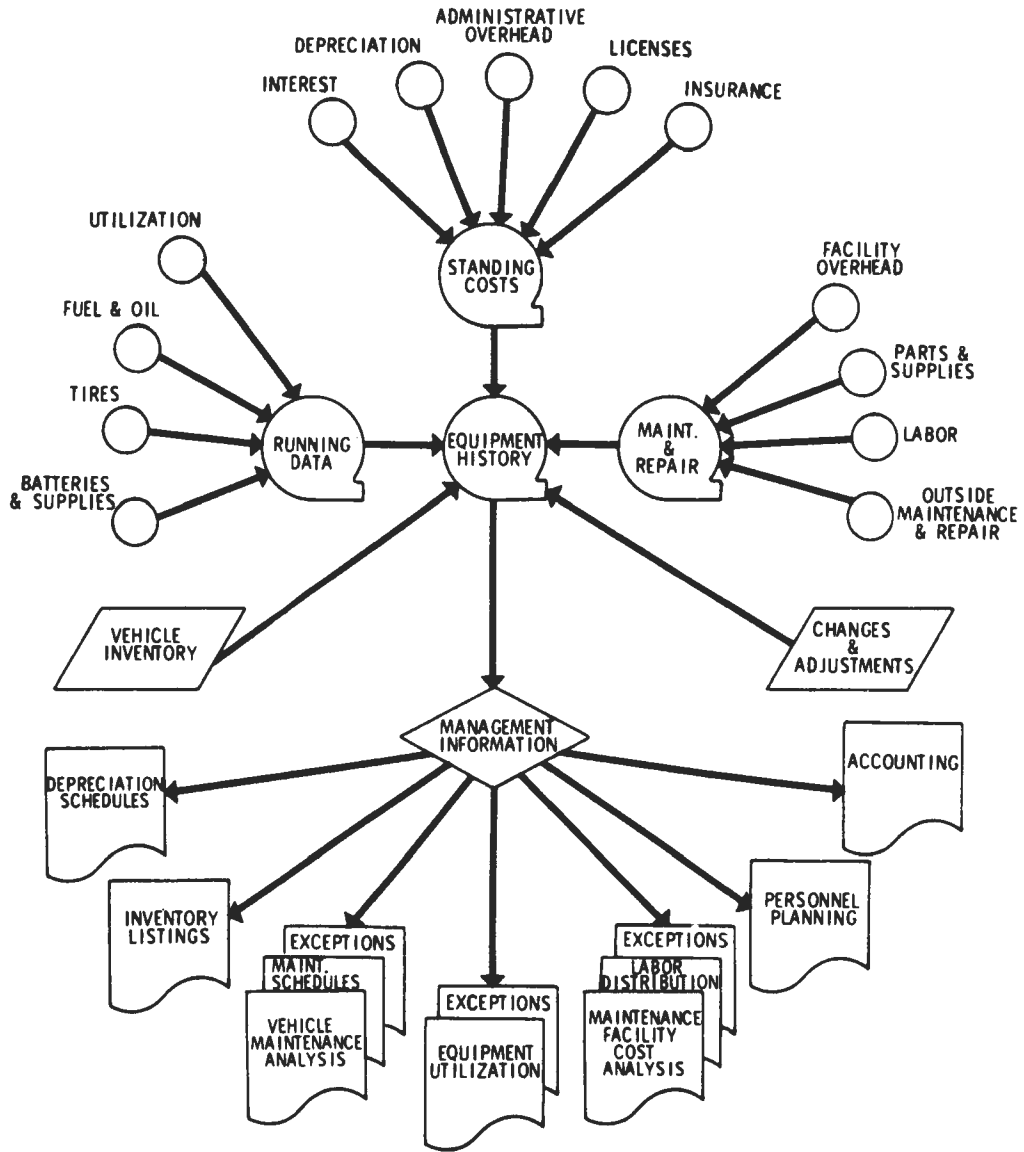 ADMINISTRATIVE
OVERHEAD
DEPRECIATION
LICENSES
INTEREST
INSURANCE
UTILIZATION
STANDING
COSTS
FACILITY
OVERHEAD
FUEL & OIL
PARTS &
SUPPLIES
TIRES
LABOR
RUNNING
DATA
EQUIPMENT
HISTORY
MAINT.
&
REPAIR
BATTERIES
& SUPPLIES
OUTSIDE
MAINTENANCE
& REPAIR
VEHICLE
INVENTORY
CHANGES
&
ADJUSTMENTS
MANAGEMENT
INFORMATION
DEPRECIATION
SCHEDULES
ACCOUNTING
INVENTORY
LISTINGS
PERSONNEL
PLANNING
EXCEPTIONS
MAINT.
SCHEDULES
VEHICLE
MAINTENANCE
ANALYSIS
EXCEPTIONS
EQUIPMENT
UTILIZATION
EXCEPTIONS
LABOR
DISTRIBUTION
MAINTENANCE
FACILITY
COST
ANALYSIS